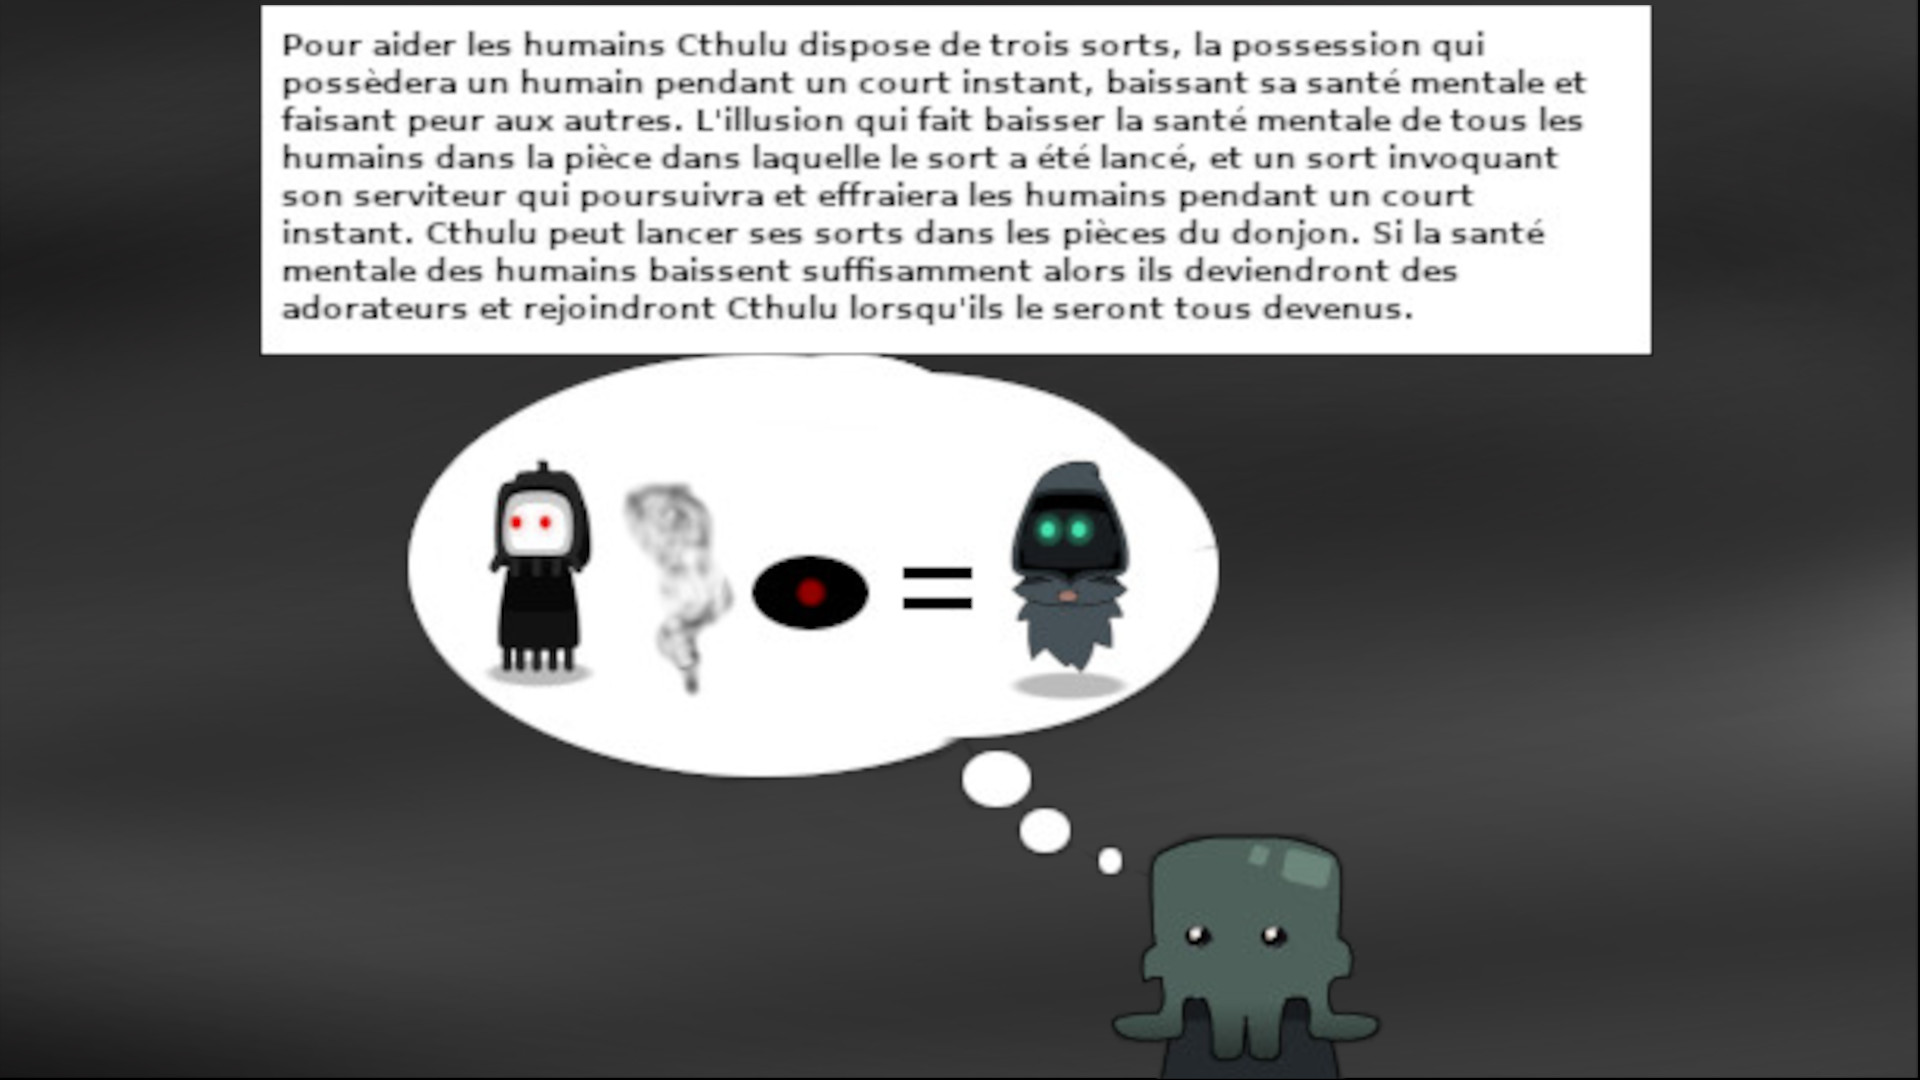 Pour aider les humains Cthulu dispose de trois sorts, la possession qui
possèdera un humain pendant un court instant, baissant sa santé mentale et
faisant peur aux autres. L'illusion qui fait baisser la santé mentale de tous les
humains dans la pièce dans laquelle le sort a été lancé, et un sort invoquant
son serviteur qui poursuivra et effraiera les humains pendant un court
instant. Cthulu peut lancer ses sorts dans les pièces du donjon. Si la santé
mentale des humains baissent suffisamment alors ils deviendront des
adorateurs et rejoindront Cthulu lorsqu'ils le seront tous devenus.